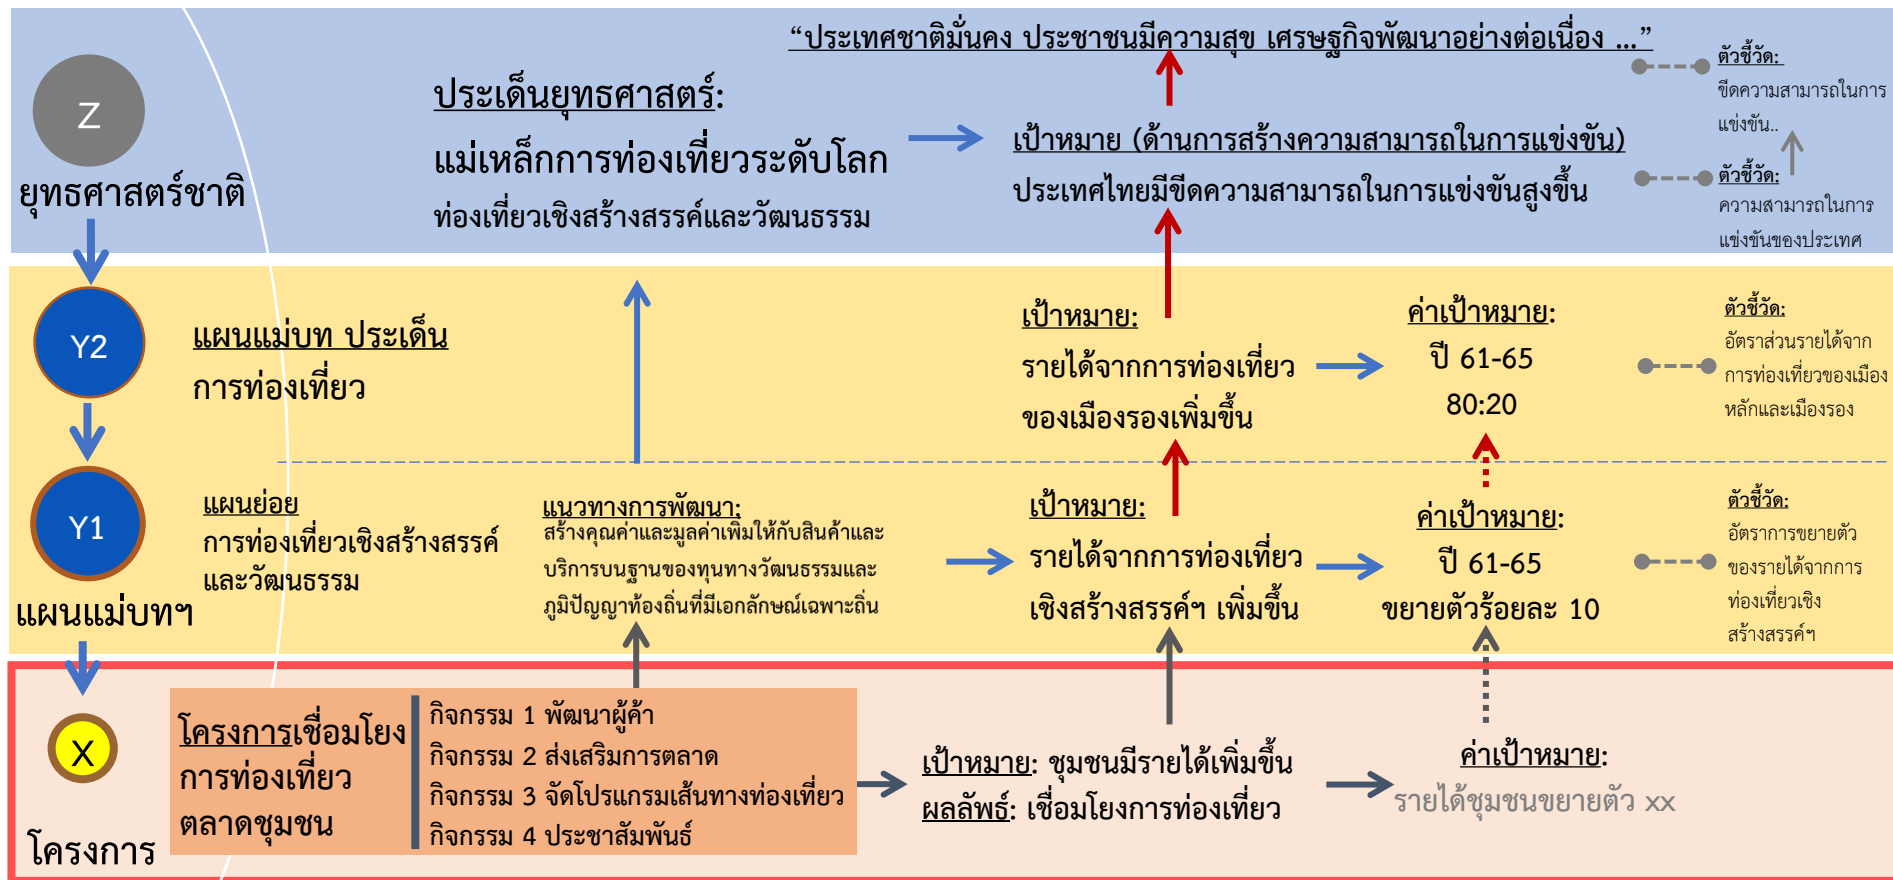 “ประเทศชาติมั่นคง ประชาชนมีความสุข เศรษฐกิจพัฒนาอย่างต่อเนื่อง ...”
Z
ยุทธศาสตร์ชาติ
ประเด็นยุทธศาสตร์:
แม่เหล็กการท่องเที่ยวระดับโลก
ท่องเที่ยวเชิงสร้างสรรค์และวัฒนธรรม
เป้าหมาย (ด้านการสร้างความสามารถในการแข่งขัน)
ประเทศไทยมีขีดความสามารถในการแข่งขันสูงขึ้น
ตัวชี้วัด:
ขีดความสามารถในการ
แข่งขัน..
ตัวชี้วัด:
ความสามารถในการ
แข่งขันของประเทศ
Y2
แผนแม่บท ประเด็น
การท่องเที่ยว
เป้าหมาย:
รายได้จากการท่องเที่ยว
ของเมืองรองเพิ่มขึ้น
ค่าเป้าหมาย:
ปี 61-65
80:20
ตัวชี้วัด:
อัตราส่วนรายได้จาก
การท่องเที่ยวของเมือง
หลักและเมืองรอง
Y1
แผนแม่บทฯ
แผนย่อย
การท่องเที่ยวเชิงสร้างสรรค์
และวัฒนธรรม
แนวทางการพัฒนา:
สร้างคุณค่าและมูลค่าเพิ่มให้กับสินค้าและ
บริการบนฐานของทุนทางวัฒนธรรมและ
ภูมิปัญญาท้องถิ่นที่มีเอกลักษณ์เฉพาะถิ่น
เป้าหมาย:
รายได้จากการท่องเที่ยว
เชิงสร้างสรรค์ฯ เพิ่มขึ้น
ค่าเป้าหมาย:
ปี 61-65
ขยายตัวร้อยละ 10
ตัวชี้วัด:
อัตราการขยายตัว
ของรายได้จากการ
ท่องเที่ยวเชิง
สร้างสรรค์ฯ
X
โครงการ
โครงการเชื่อมโยง
การท่องเที่ยว
ตลาดชุมชน
กิจกรรม 1 พัฒนาผู้ค้า
กิจกรรม 2 ส่งเสริมการตลาด
กิจกรรม 3 จัดโปรแกรมเส้นทางท่องเที่ยว
กิจกรรม 4 ประชาสัมพันธ์
เป้าหมาย: ชุมชนมีรายได้เพิ่มขึ้น
ผลลัพธ์: เชื่อมโยงการท่องเที่ยว
ค่าเป้าหมาย:
รายได้ชุมชนขยายตัว xx